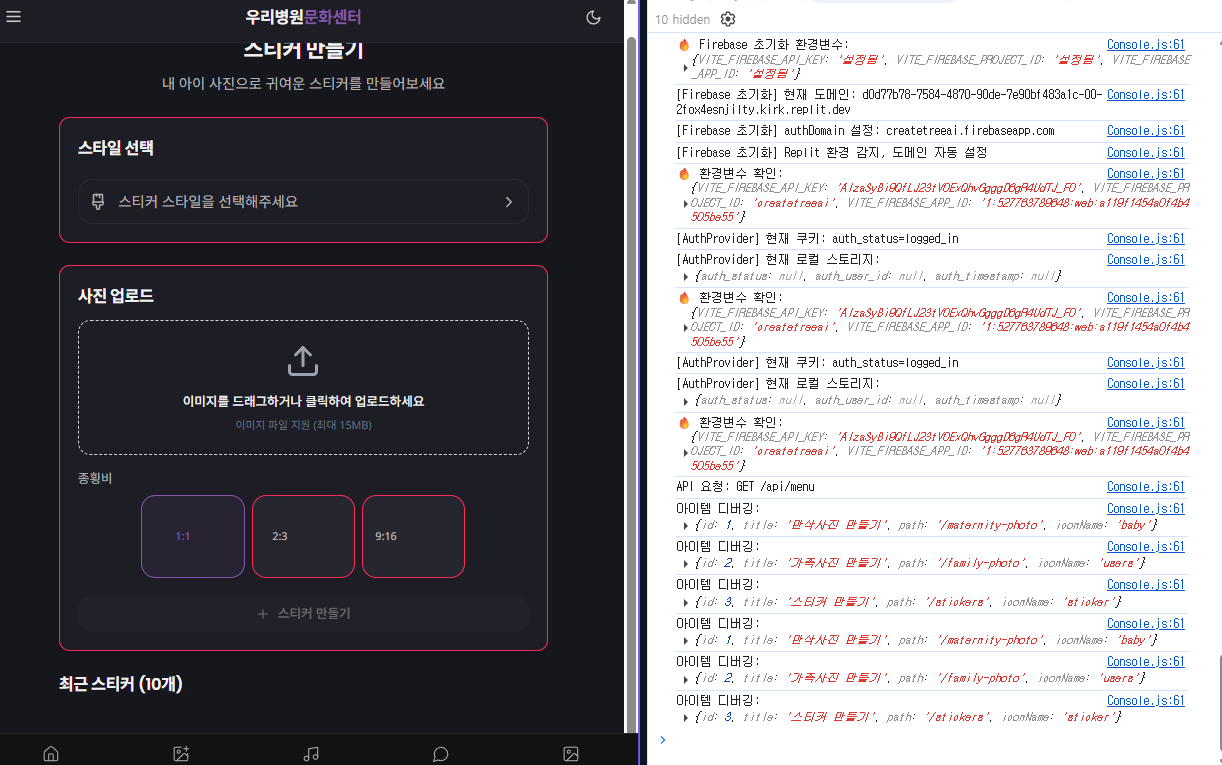 우리병원문화센터
스티커 만들기
내 아이 사진으로 귀여운 스티커를 만들어보세요
스타일 선택
스티커 스타일을 선택해주세요
사진 업로드
이미지를 드래그하거나 클릭하여 업로드하세요
이미지 파일 지원 (최대 15MB)
종횡비
1:1
2:3
9:16
+ 스티커 만들기
최근 스티커 (10개)
10 hidden
🔥 Firebase 초기화 환경변수: Console.js:61
{VITE_FIREBASE_API_KEY: '설정됨', VITE_FIREBASE_PROJECT_ID: '설정됨', VITE_FIREBASE
_APP_ID: '설정됨'}
[Firebase 초기화] 현재 도메인: d0d77b78-7584-4870-90de-7e90bf483a1c-00- Console.js:61
2fox4esnjilty.kirk.replit.dev
[Firebase 초기화] authDomain 설정: createtreeai.firebaseapp.com Console.js:61
[Firebase 초기화] Replit 환경 감지, 도메인 자동 설정 Console.js:61
🔥 환경변수 확인: Console.js:61
{VITE_FIREBASE_API_KEY: VITE_FIREBASE_PR
OJECT_ID: 'createtreeai', VITE_FIREBASE_APP_ID: '1:527763789648:web:a119f1454a0f4b4
505be55'}
[AuthProvider] 현재 쿠키: auth_status=logged_in Console.js:61
[AuthProvider] 현재 로컬 스토리지: Console.js:61
{auth_status: null, auth_user_id: null, auth_timestamp: null}
🔥 환경변수 확인: Console.js:61
{VITE_FIREBASE_API_KEY: VITE_FIREBASE_PR
OJECT_ID: 'createtreeai', VITE_FIREBASE_APP_ID: '1:527763789648:web:a119f1454a0f4b4
505be55'}
[AuthProvider] 현재 쿠키: auth_status=logged_in Console.js:61
[AuthProvider] 현재 로컬 스토리지: Console.js:61
{auth_status: null, auth_user_id: null, auth_timestamp: null}
🔥 환경변수 확인: Console.js:61
{VITE_FIREBASE_API_KEY: VITE_FIREBASE_PR
OJECT_ID: 'createtreeai', VITE_FIREBASE_APP_ID: '1:527763789648:web:a119f1454a0f4b4
505be55'}
API 요청: GET /api/menu Console.js:61
아이템 디버깅: Console.js:61
{id: 1, title: '만삭사진 만들기', path: '/maternity-photo', iconName: 'baby'}
아이템 디버깅: Console.js:61
{id: 2, title: '가족사진 만들기', path: '/family-photo', iconName: 'users'}
아이템 디버깅: Console.js:61
{id: 3, title: '스티커 만들기', path: '/stickers', iconName: 'sticker'}
아이템 디버깅: Console.js:61
{id: 1, title: '만삭사진 만들기', path: '/maternity-photo', iconName: 'baby'}
아이템 디버깅: Console.js:61
{id: 2, title: '가족사진 만들기', path: '/family-photo', iconName: 'users'}
아이템 디버깅: Console.js:61
{id: 3, title: '스티커 만들기', path: '/stickers', iconName: 'sticker'}